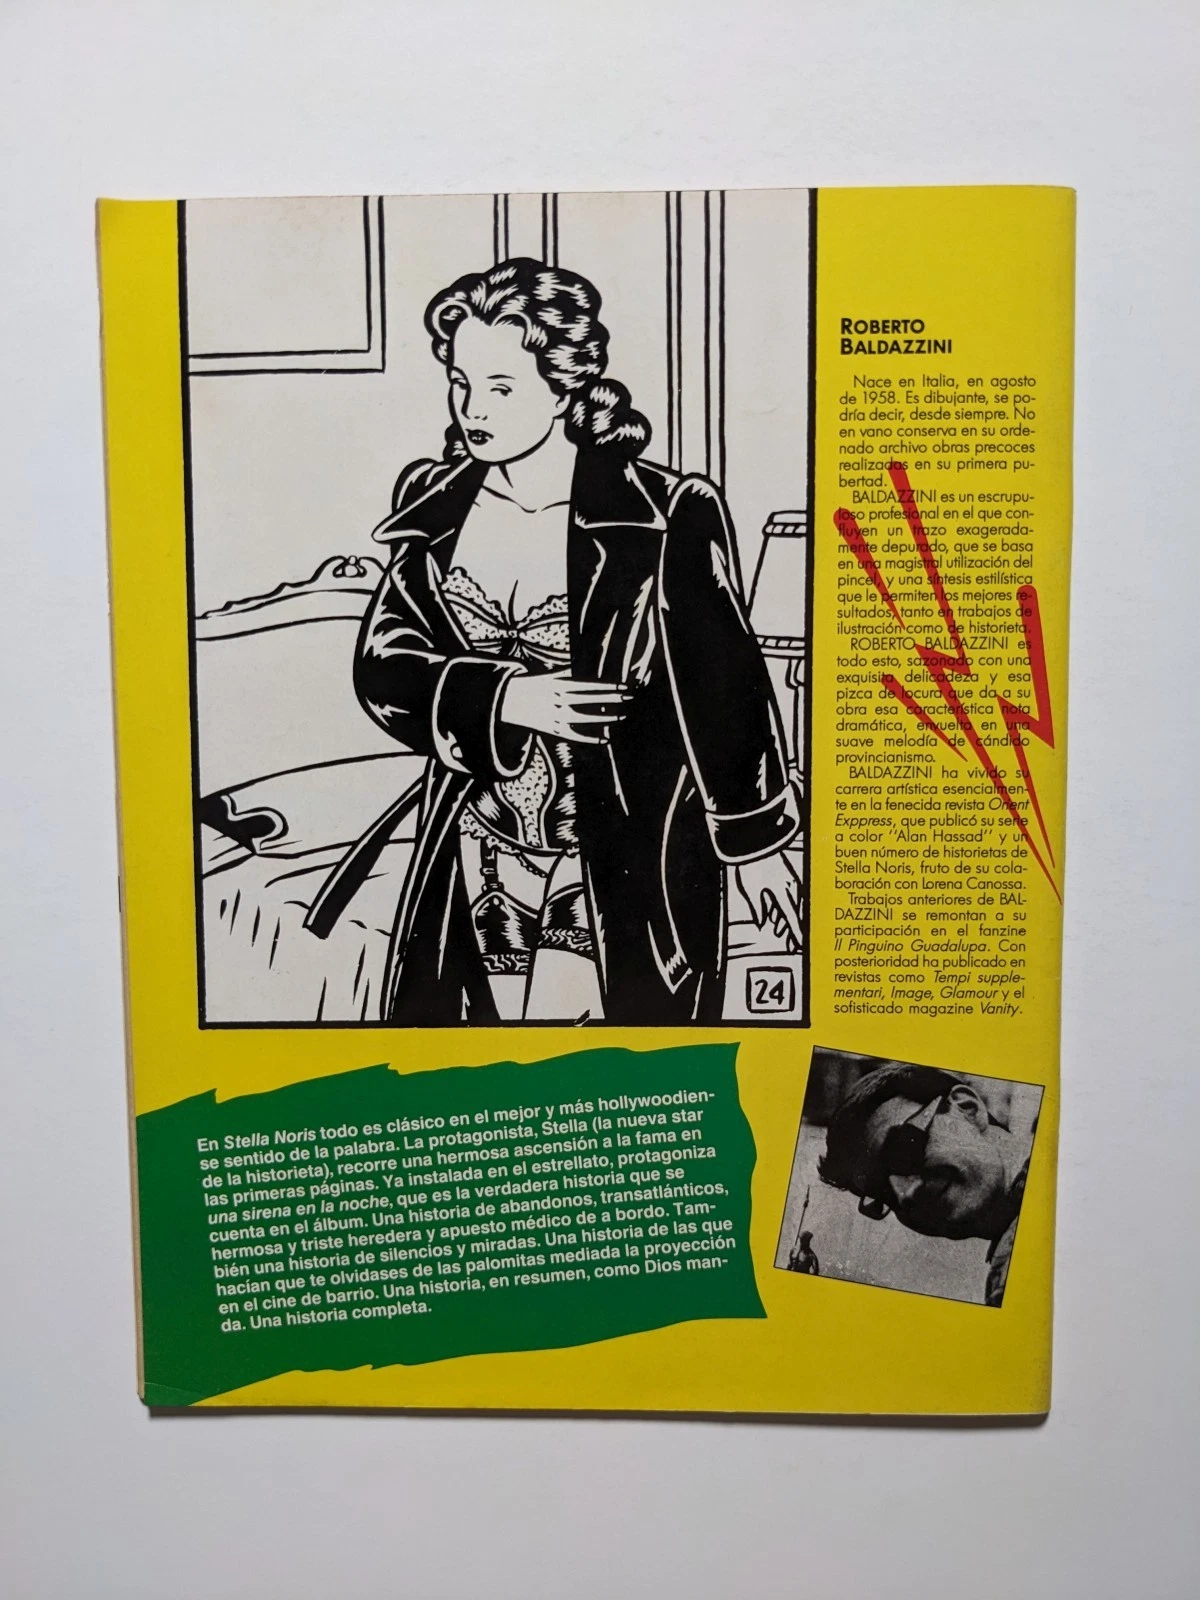 ROBERTO
BALDAZZINI
Nace en Italia, en agosto
de 1958. Es dibujante, se po-
dría decir, desde siempre. No
en vano conserva en su orde-
nado archivo obras precoces
realizadas en su primera pu-
bertad.
BALDAZZINI es un escrupu-
loso profesional en el que con-
fluyen un trazo exagerada-
mente depurado, que se basa
en una magistral utilización del
pincel, y una síntesis estilística
que le permiten los mejores re-
sultados, tanto en trabajos de
ilustración como de historieta.
ROBERTO BALDAZZINI es
todo esto, sazonado con una
exquisita delicadeza y esa
pizca de locura que da a su
obra esa característica nota
dramática, envuelta en una
suave melodía de cándido
provincianismo.
BALDAZZINI ha vivido su
carrera artística esencialmen-
te en la fenecida revista Orient
Exppress, que publicó su serie
a color "Alan Hassad" y un
buen número de historietas de
Stella Noris, fruto de su cola-
boración con Lorena Canossa.
Trabajos anteriores de BAL-
DAZZINI se remontan a su
participación en el fanzine
Il Pinguino Guadalupa. Con
posterioridad ha publicado en
revistas como Tempi supple-
mentari, Image, Glamour y el
sofisticado magazine Vanity.
24
En Stella Noris todo es clásico en el mejor y más hollywoodien-
se sentido de la palabra. La protagonista, Stella (la nueva star
de la historieta), recorre una hermosa ascensión a la fama en
las primeras páginas. Ya instalada en el estrellato, protagoniza
una sirena en la noche, que es la verdadera historia que se
cuenta en el álbum. Una historia de abandonos, transatlánticos,
hermosa y triste heredera y apuesto médico de a bordo. Tam-
bién una historia de silencios y miradas. Una historia de las que
hacían que te olvidases de las palomitas mediada la proyección
en el cine de barrio. Una historia, en resumen, como Dios man-
da. Una historia completa.